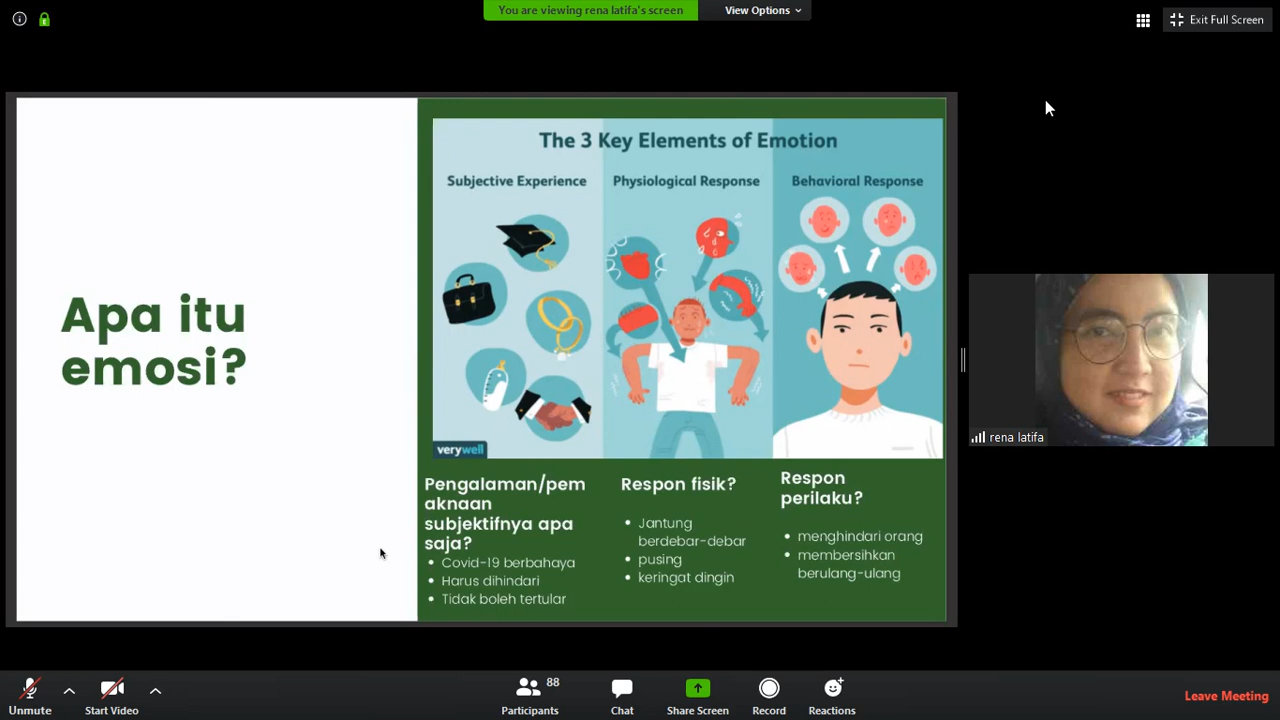 You are viewing rena latifa's screen
View Options
Exit Full Screen
Apa itu
emosi?
The 3 Key Elements of Emotion
Subjective Experience
Physiological Response
Behavioral Response
verywell
Pengalaman/pem
aknaan
subjektifnya apa
saja?
• Covid-19 berbahaya
• Harus dihindari
• Tidak boleh tertular
Respon fisik?
• Jantung
berdebar-debar
• pusing
• keringat dingin
Respon
perilaku?
• menghindari orang
• membersihkan
berulang-ulang
rena latifa
Unmute
Start Video
88
Participants
Chat
Share Screen
Record
Reactions
Leave Meeting